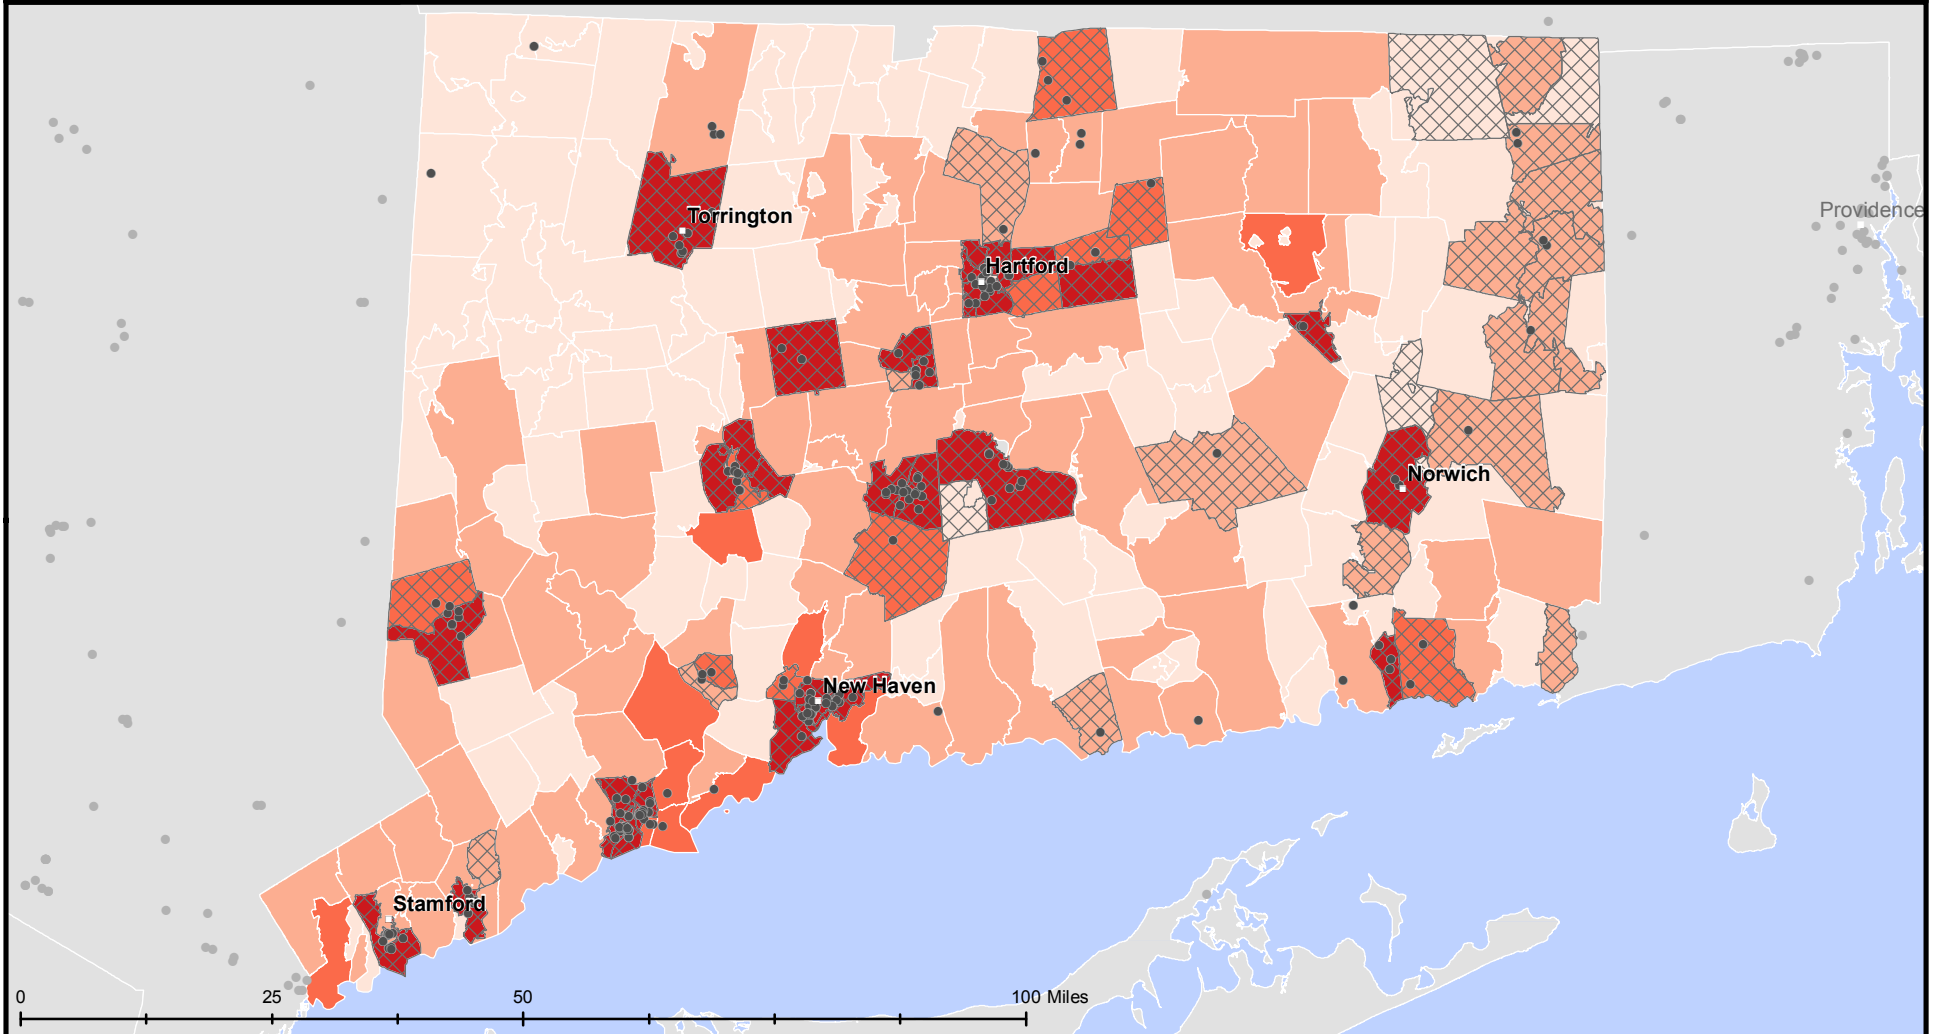 Providence
Torrington
Hartford
Norwich
New Haven
Stamford
0 25 50 100 Miles